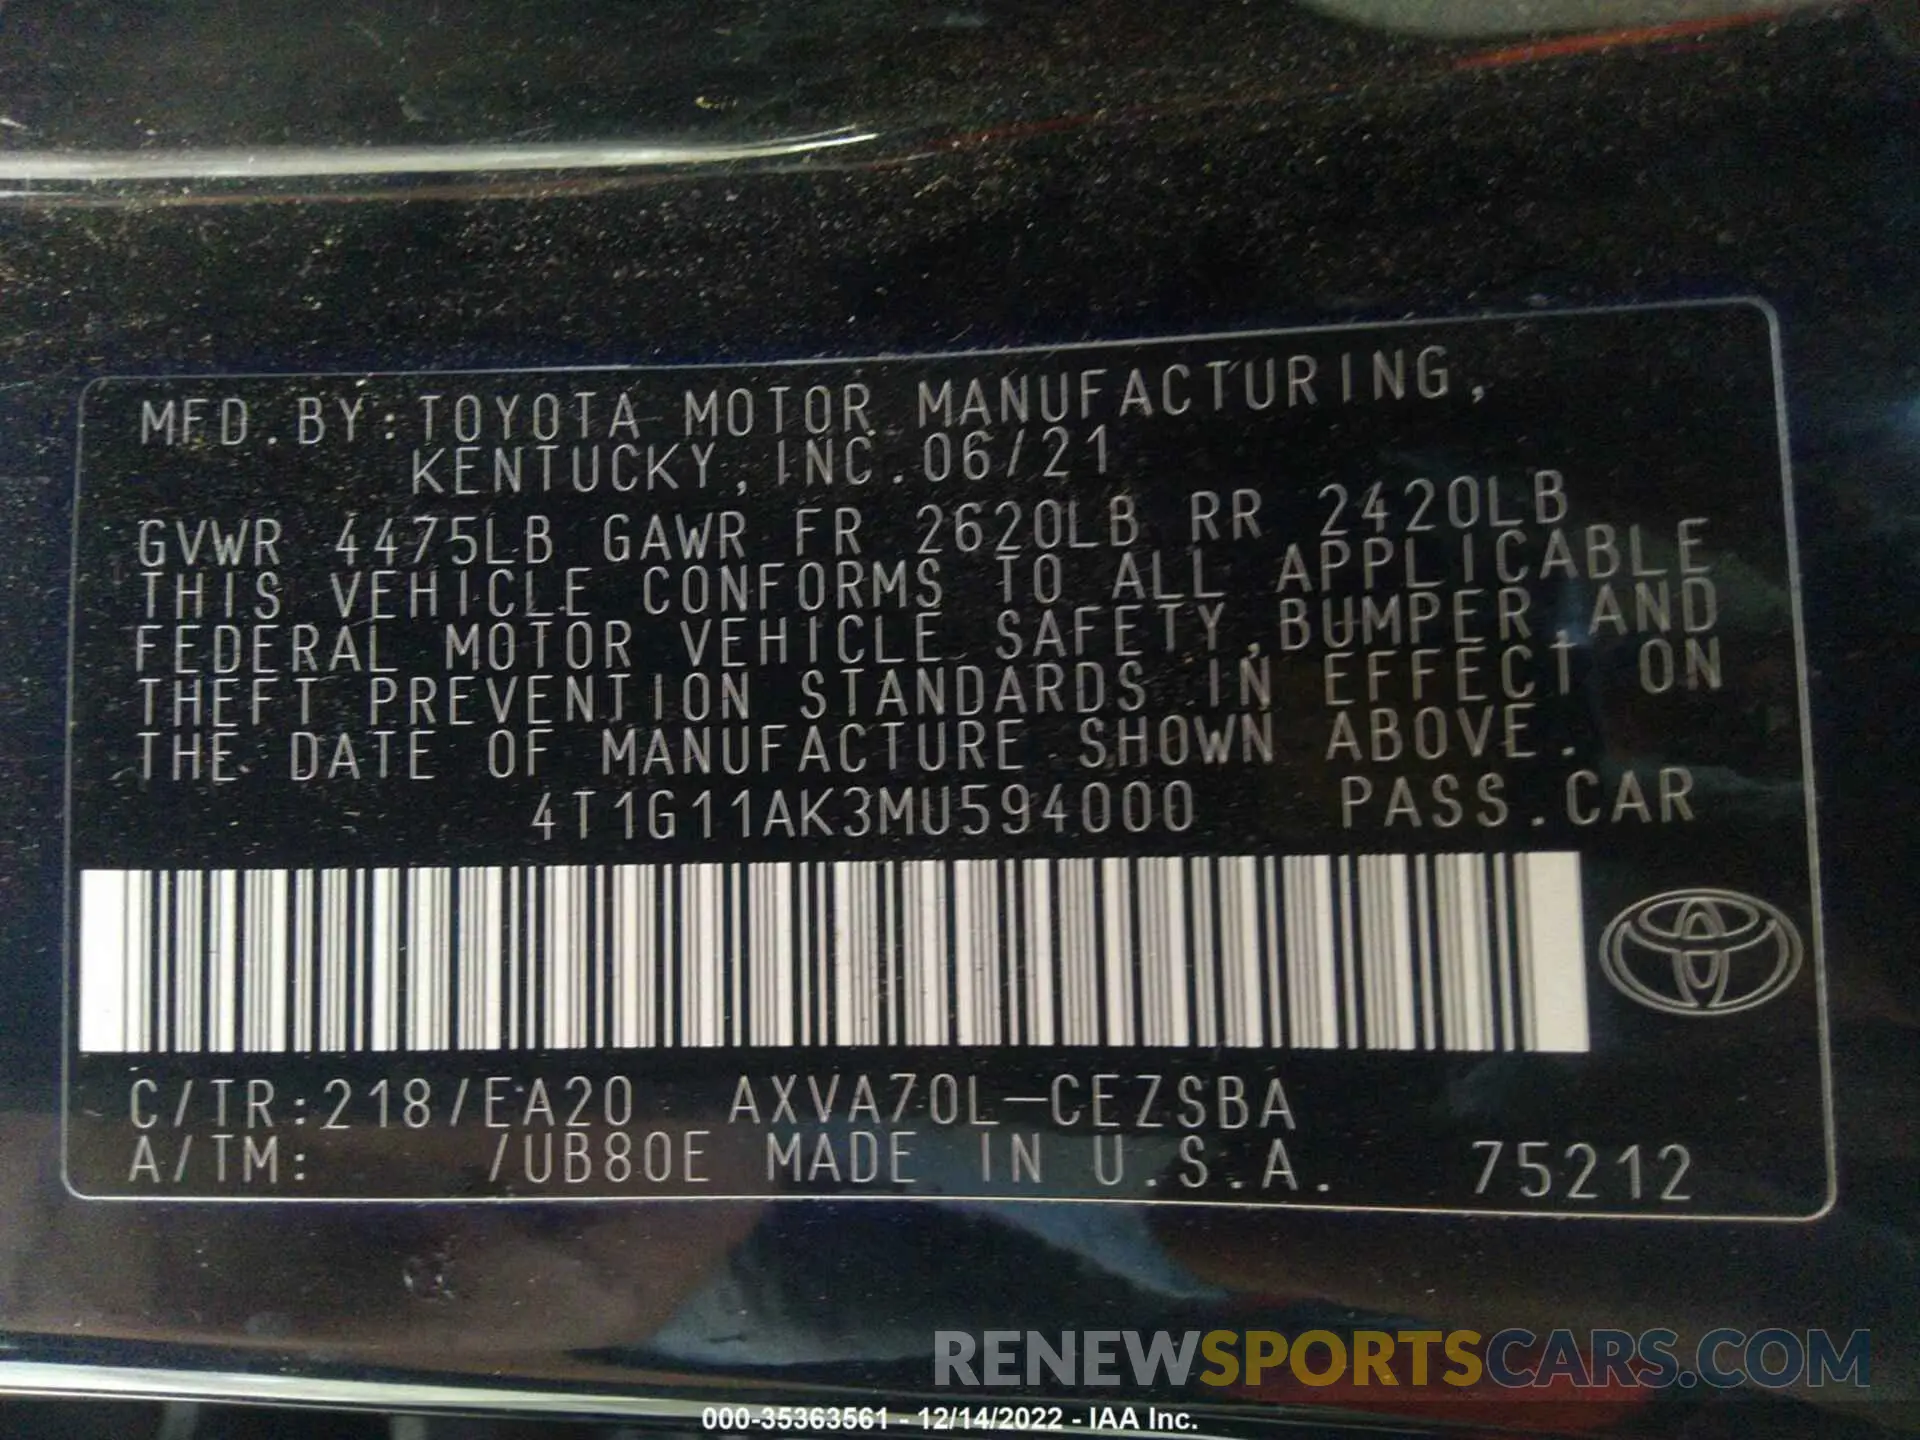 MFD.BY:TOYOTA MOTOR MANUFACTURING,
KENTUCKY, INC. 06/21
GVWR 4475LB GAWR FR 2620LB RR 2420LB
THIS VEHICLE CONFORMS TO ALL APPLICABLE
FEDERAL MOTOR VEHICLE SAFETY,BUMPER,AND
THEFT PREVENTION STANDARDS IN EFFECT ON
THE DATE OF MANUFACTURE SHOWN ABOVE.
4T1G11AK3MU594000 PASS.CAR
C/TR:218/EA20 AXVA70L-CEZSBA
A/TM: /UB80E MADE IN U.S.A. 75212
RENEWSPORTSCARS.COM
000-35363561 - 12/14/2022 - IAA Inc.